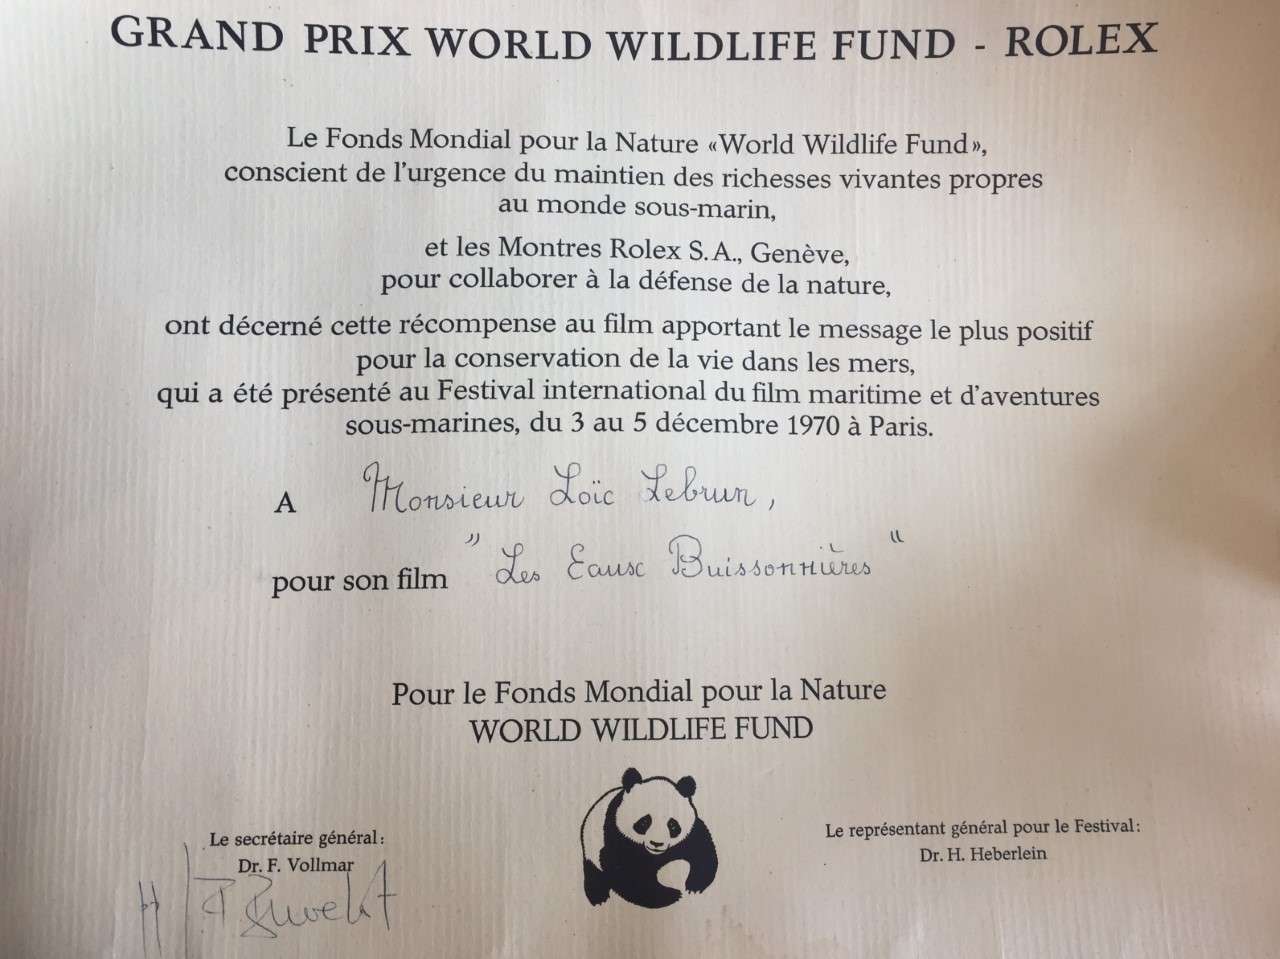 GRAND PRIX WORLD WILDLIFE FUND - ROLEX
Le Fonds Mondial pour la Nature «World Wildlife Fund»,
conscient de l'urgence du maintien des richesses vivantes propres
au monde sous-marin,
et les Montres Rolex S.A., Genève,
pour collaborer à la défense de la nature,
ont décerné cette récompense au film apportant le message le plus positif
pour la conservation de la vie dans les mers,
qui a été présenté au Festival international du film maritime et d'aventures
sous-marines, du 3 au 5 décembre 1970 à Paris.
A Monsieur Loïc Lebrun,
pour son film "Les Eaux Buissonnières"
Pour le Fonds Mondial pour la Nature
WORLD WILDLIFE FUND
Le secrétaire général:
Dr. F. Vollmar
Le représentant général pour le Festival:
Dr. H. Heberlein